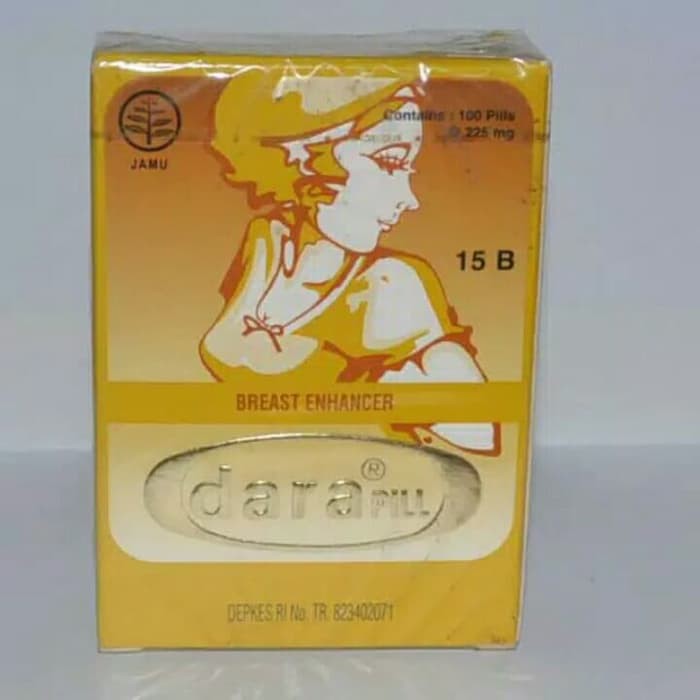 Contains : 100 Pills
@ 225 mg
JAMU
15 B
BREAST ENHANCER
dara® PILL
DEPKES RI No. TR. 823402071